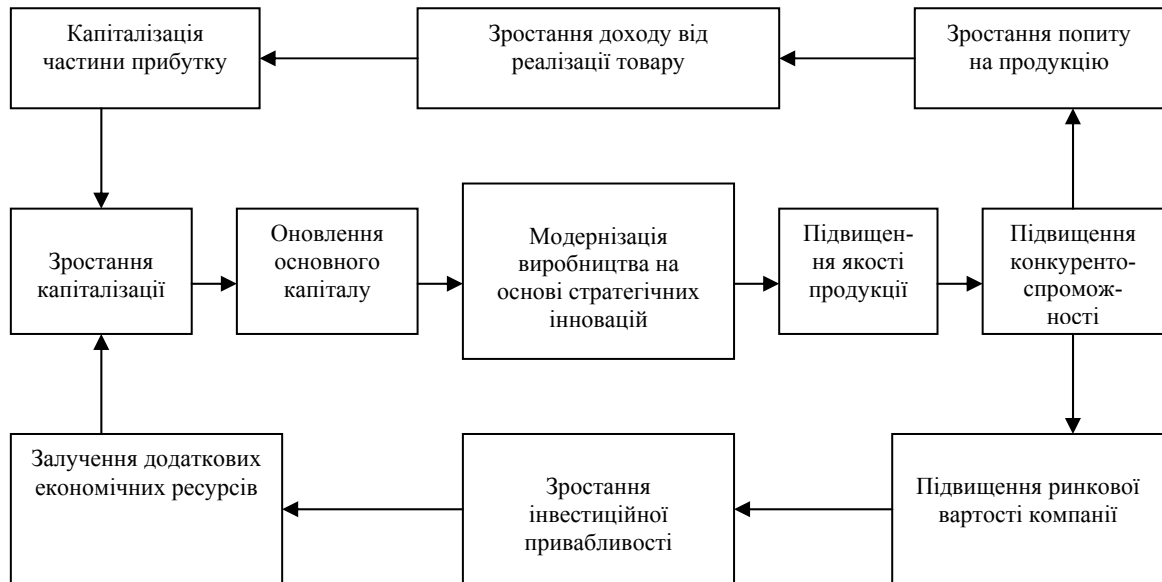 Капіталізація
частини прибутку
Зростання доходу від
реалізації товару
Зростання попиту
на продукцію
Зростання
капіталізації
Оновлення
основного
капіталу
Модернізація
виробництва на
основі стратегічних
інновацій
Підвищен-
ня якості
продукції
Підвищення
конкуренто-
спромож-
ності
Залучення додаткових
економічних ресурсів
Зростання
інвестиційної
привабливості
Підвищення ринкової
вартості компанії